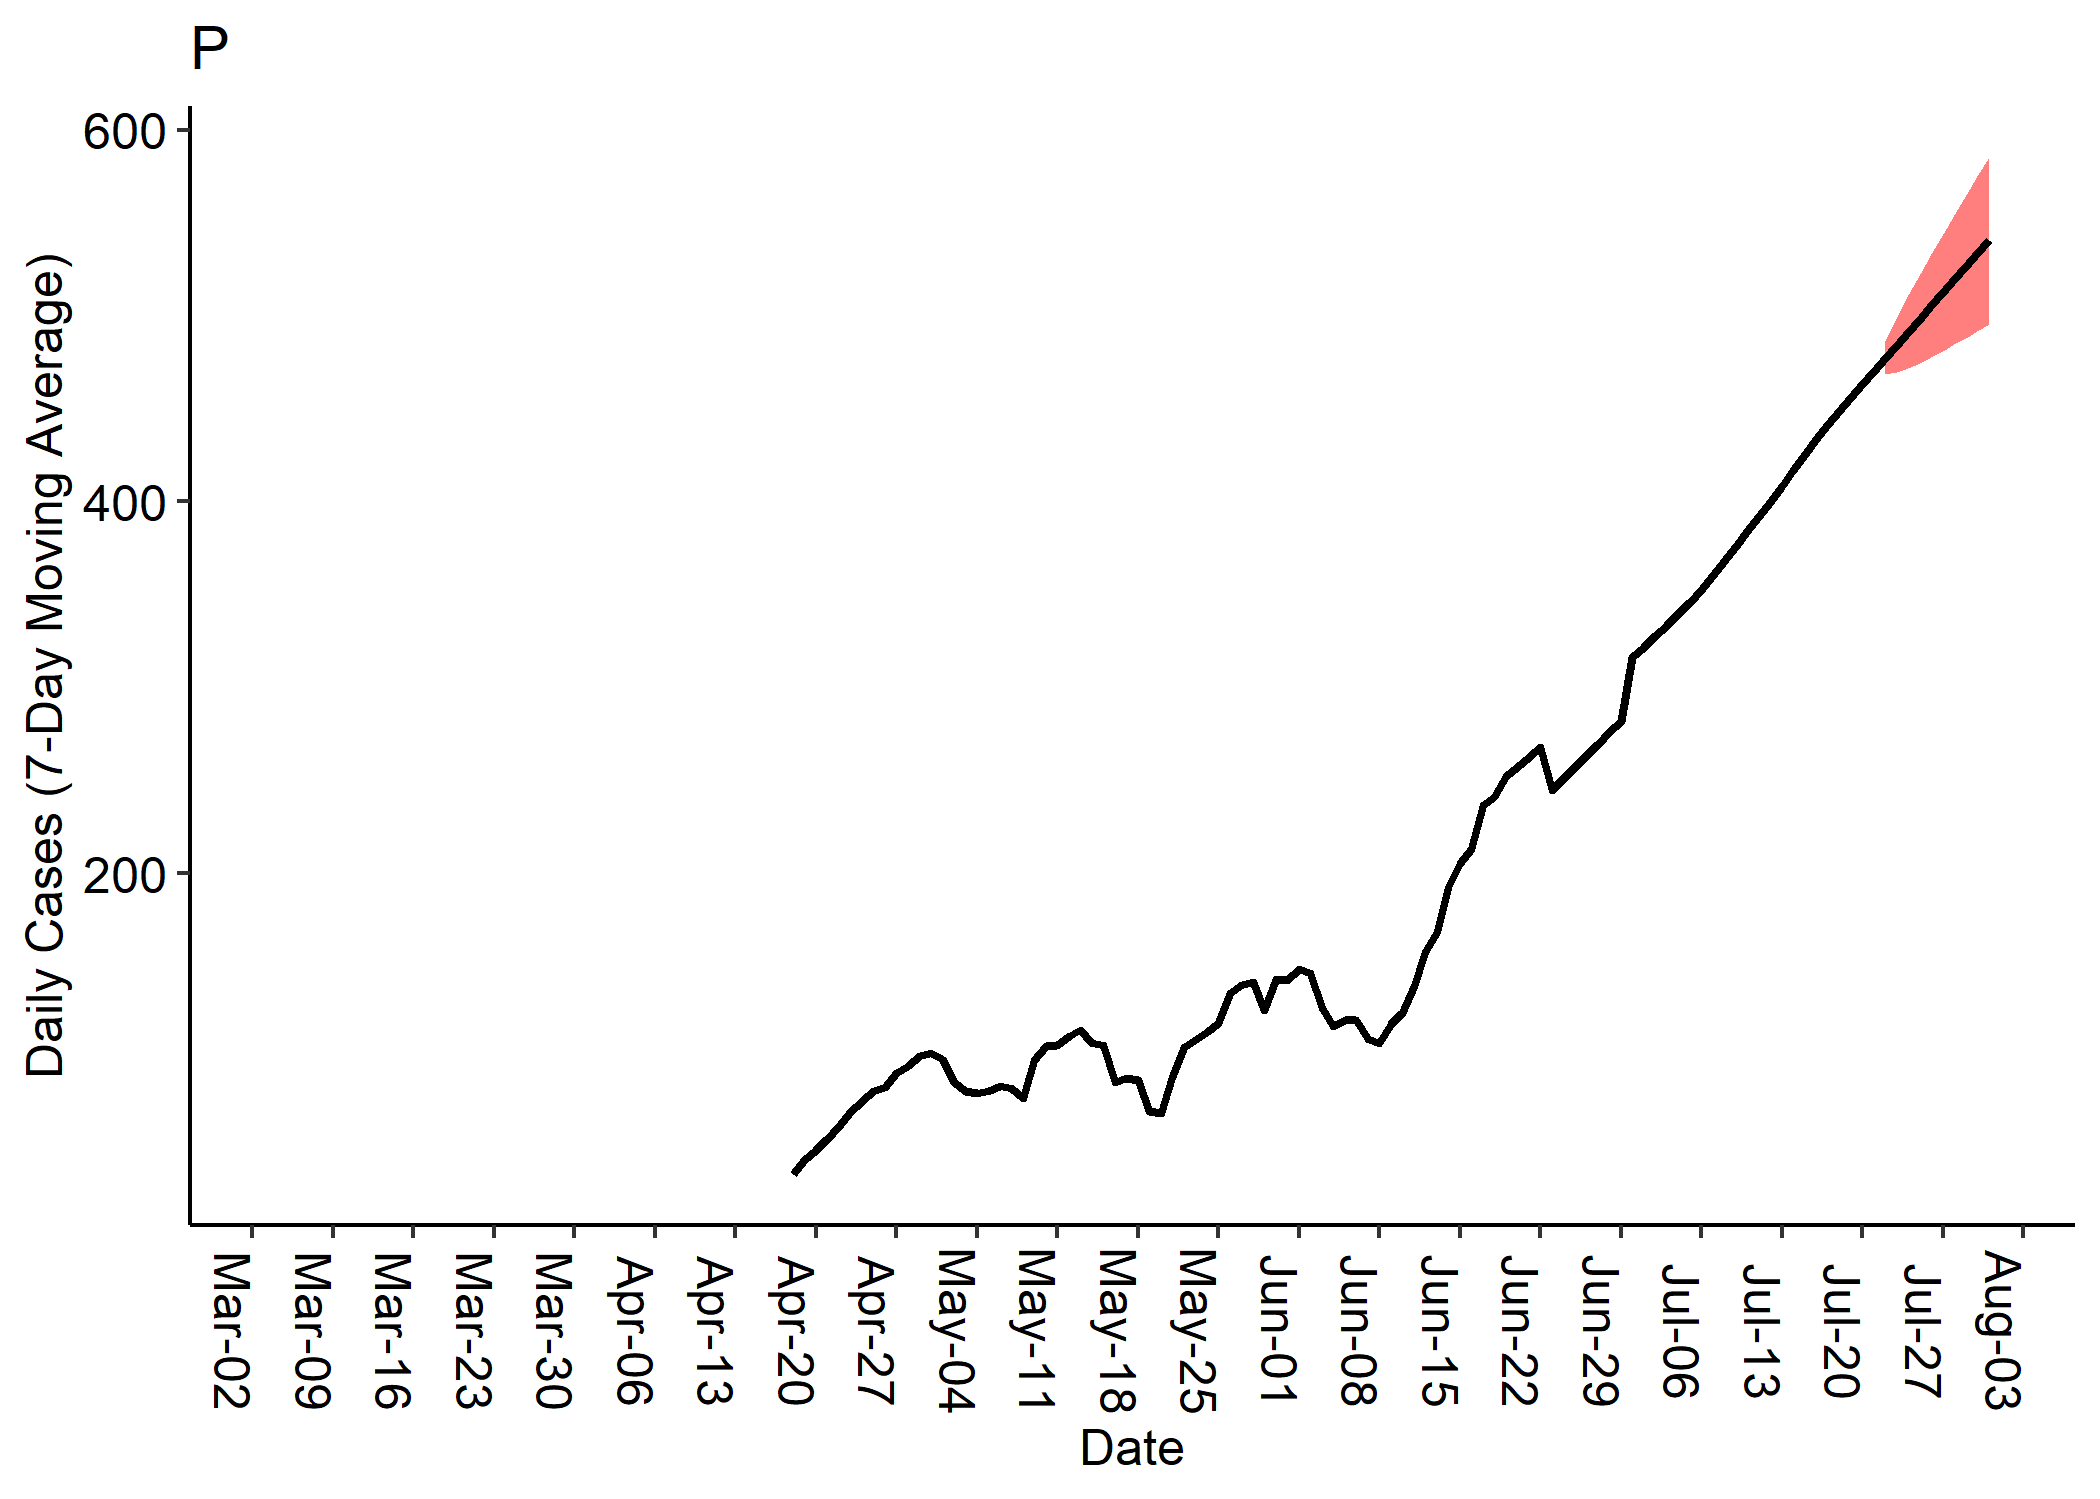 P
600
400
200
Daily Cases (7-Day Moving Average)
Mar-02
Mar-09
Mar-16
Mar-23
Mar-30
Apr-06
Apr-13
Apr-20
Apr-27
May-04
May-11
May-18
May-25
Jun-01
Jun-08
Jun-15
Jun-22
Jun-29
Jul-06
Jul-13
Jul-20
Jul-27
Aug-03
Date